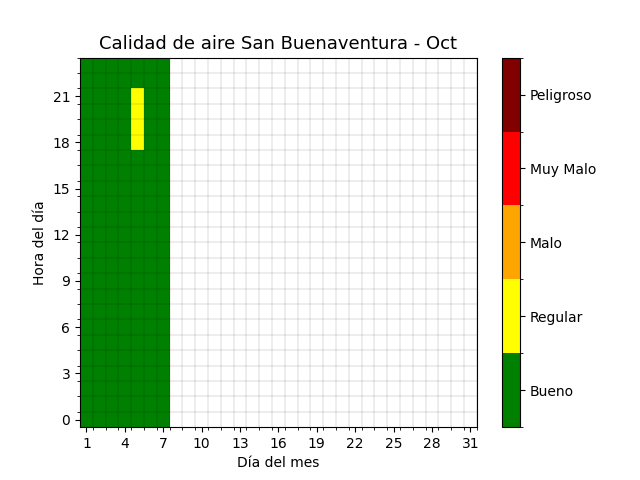 Calidad de aire San Buenaventura - Oct
Hora del día
21
18
15
12
9
6
3
0
1 4 7 10 13 16 19 22 25 28 31
Día del mes
Peligroso
Muy Malo
Malo
Regular
Bueno